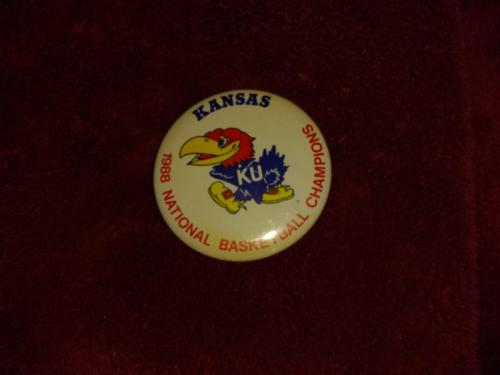 KANSAS
KU
1988 NATIONAL BASKETBALL CHAMPIONS